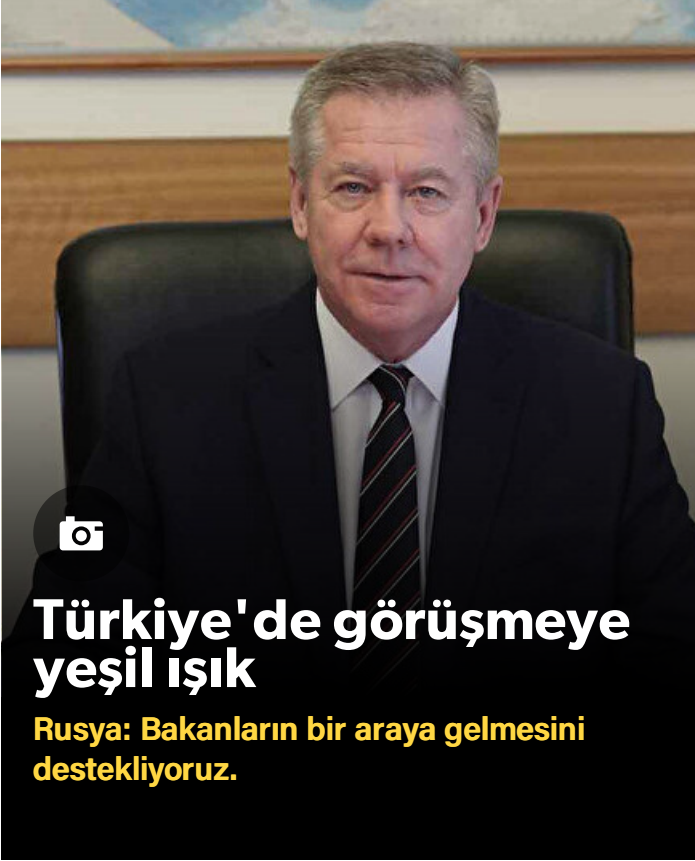 Türkiye'de görüşmeye
yeşil ışık
Rusya: Bakanların bir araya gelmesini
destekliyoruz.